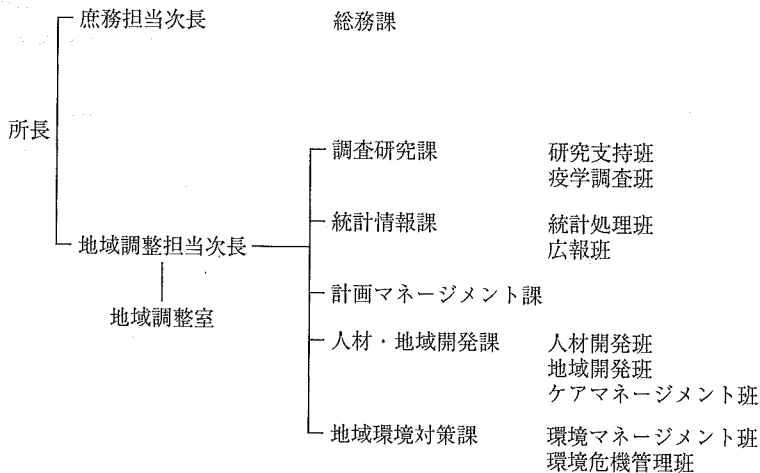 庶務担当次長 総務課
所長
調査研究課 研究支持班
疫学調査班
統計情報課 統計処理班
広報班
地域調整担当次長
地域調整室
計画マネージメント課
人材・地域開発課 人材開発班
地域開発班
ケアマネージメント班
地域環境対策課 環境マネージメント班
環境危機管理班